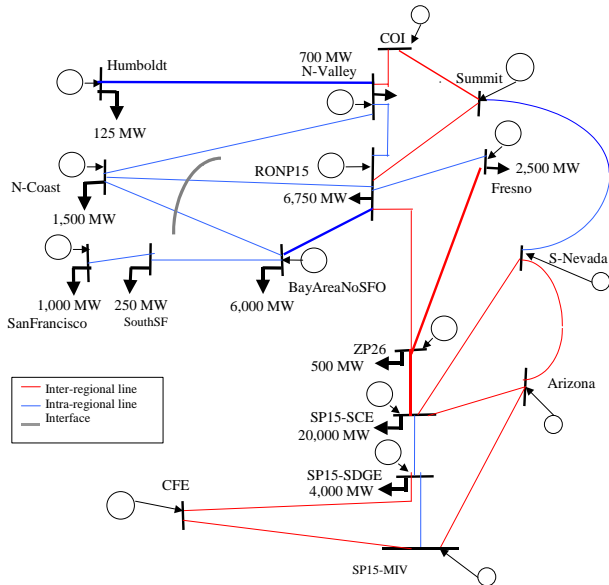 COI
Humboldt
700 MW
N-Valley
Summit
125 MW
RONP15
2,500 MW
Fresno
N-Coast
6,750 MW
1,500 MW
S-Nevada
1,000 MW
SanFrancisco
250 MW
SouthSF
6,000 MW
BayAreaNoSFO
ZP26
500 MW
Arizona
Inter-regional line
Intra-regional line
Interface
SP15-SCE
20,000 MW
SP15-SDGE
4,000 MW
CFE
SP15-MIV